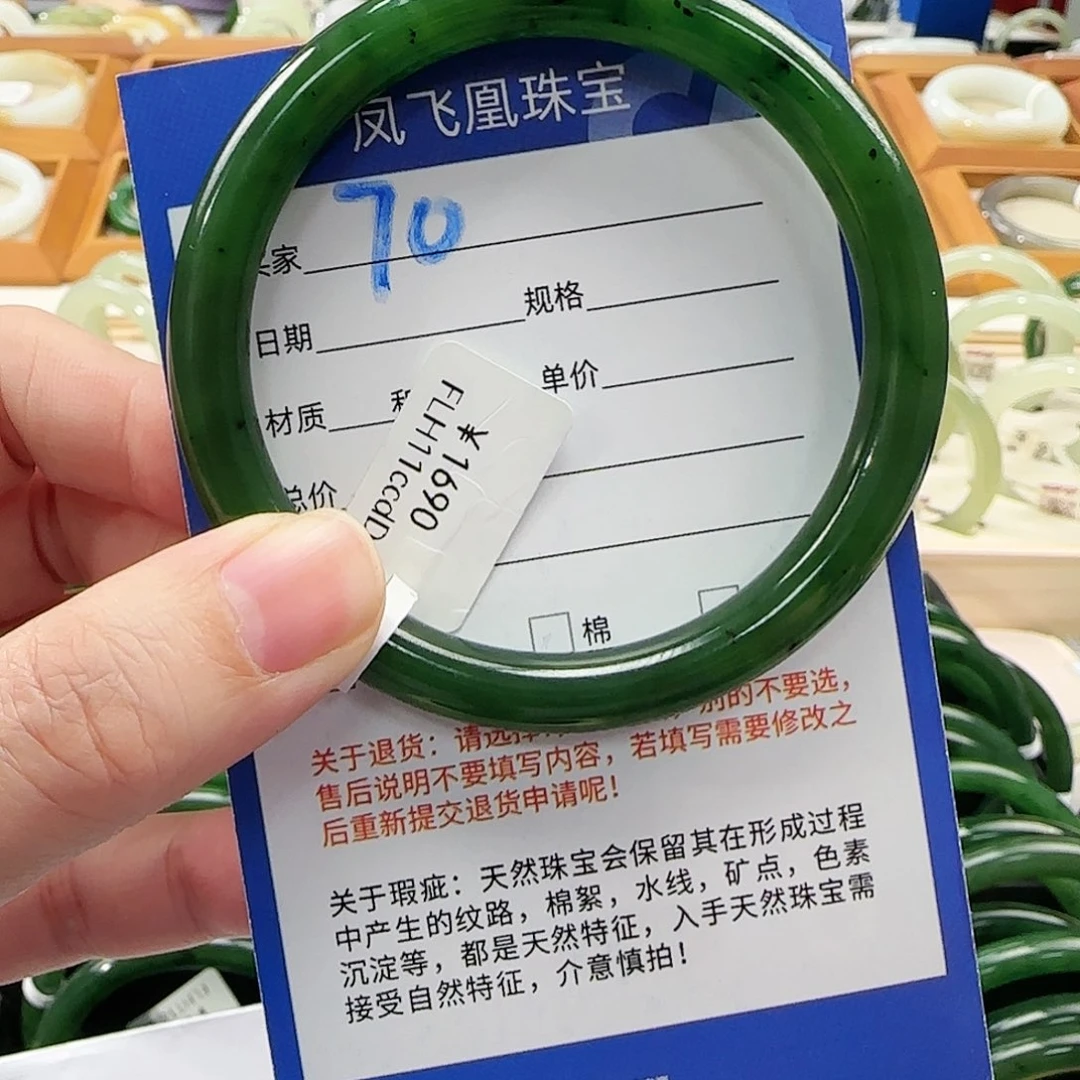 凤飞凰珠宝
70
家
日期 规格
材质 单价
总价
¥1690
FLH11ccdD
棉
别的不要选，
关于退货：请选择
售后说明不要填写内容，若填写需要修改之
后重新提交退货申请呢！
关于瑕疵：天然珠宝会保留其在形成过程
中产生的纹路，棉絮，水线，矿点，色素
沉淀等，都是天然特征，入手天然珠宝需
接受自然特征，介意慎拍！